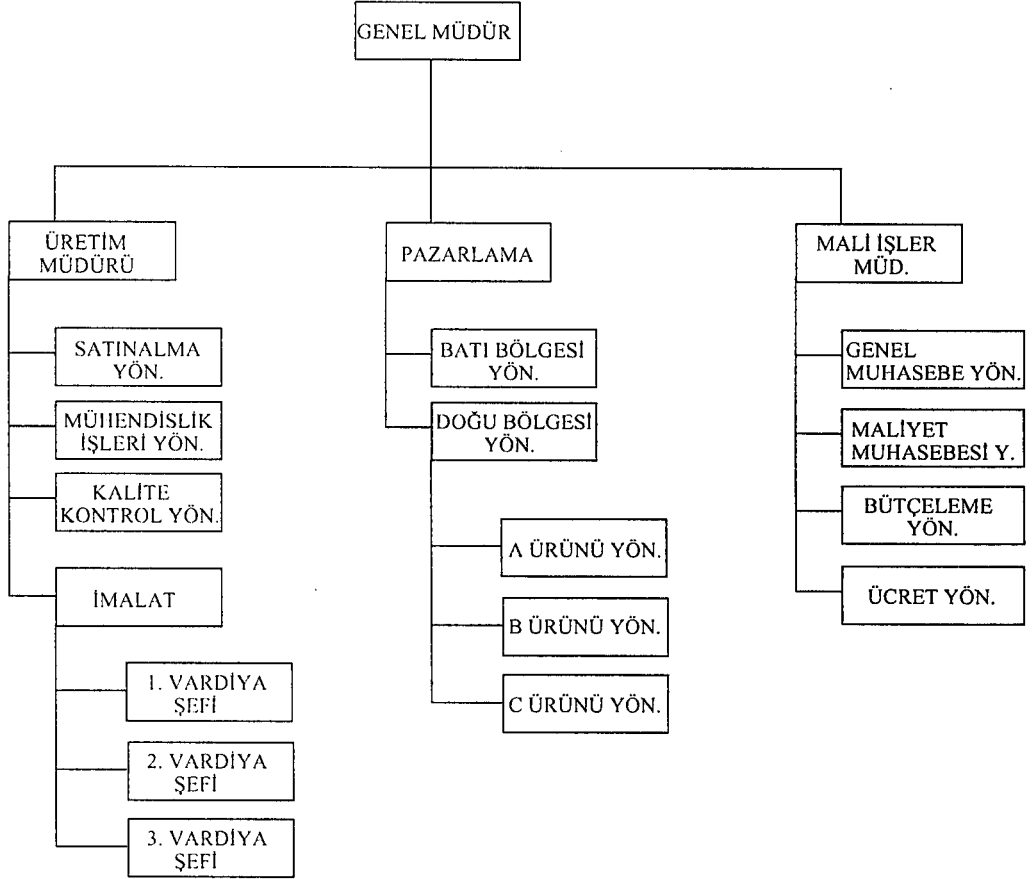 GENEL MÜDÜR
ÜRETİM
MÜDÜRÜ
PAZARLAMA
MALİ İŞLER
MÜD.
SATINALMA
YÖN.
MÜHENDİSLİK
İŞLERİ YÖN.
KALİTE
KONTROL YÖN.
İMALAT
1. VARDİYA
ŞEFİ
2. VARDİYA
ŞEFİ
3. VARDİYA
ŞEFİ
BATI BÖLGESİ
YÖN.
DOĞU BÖLGESİ
YÖN.
A ÜRÜNÜ YÖN.
B ÜRÜNÜ YÖN.
C ÜRÜNÜ YÖN.
GENEL
MUHASEBE YÖN.
MALİYET
MUHASEBESİ Y.
BÜTÇELEME
YÖN.
ÜCRET YÖN.